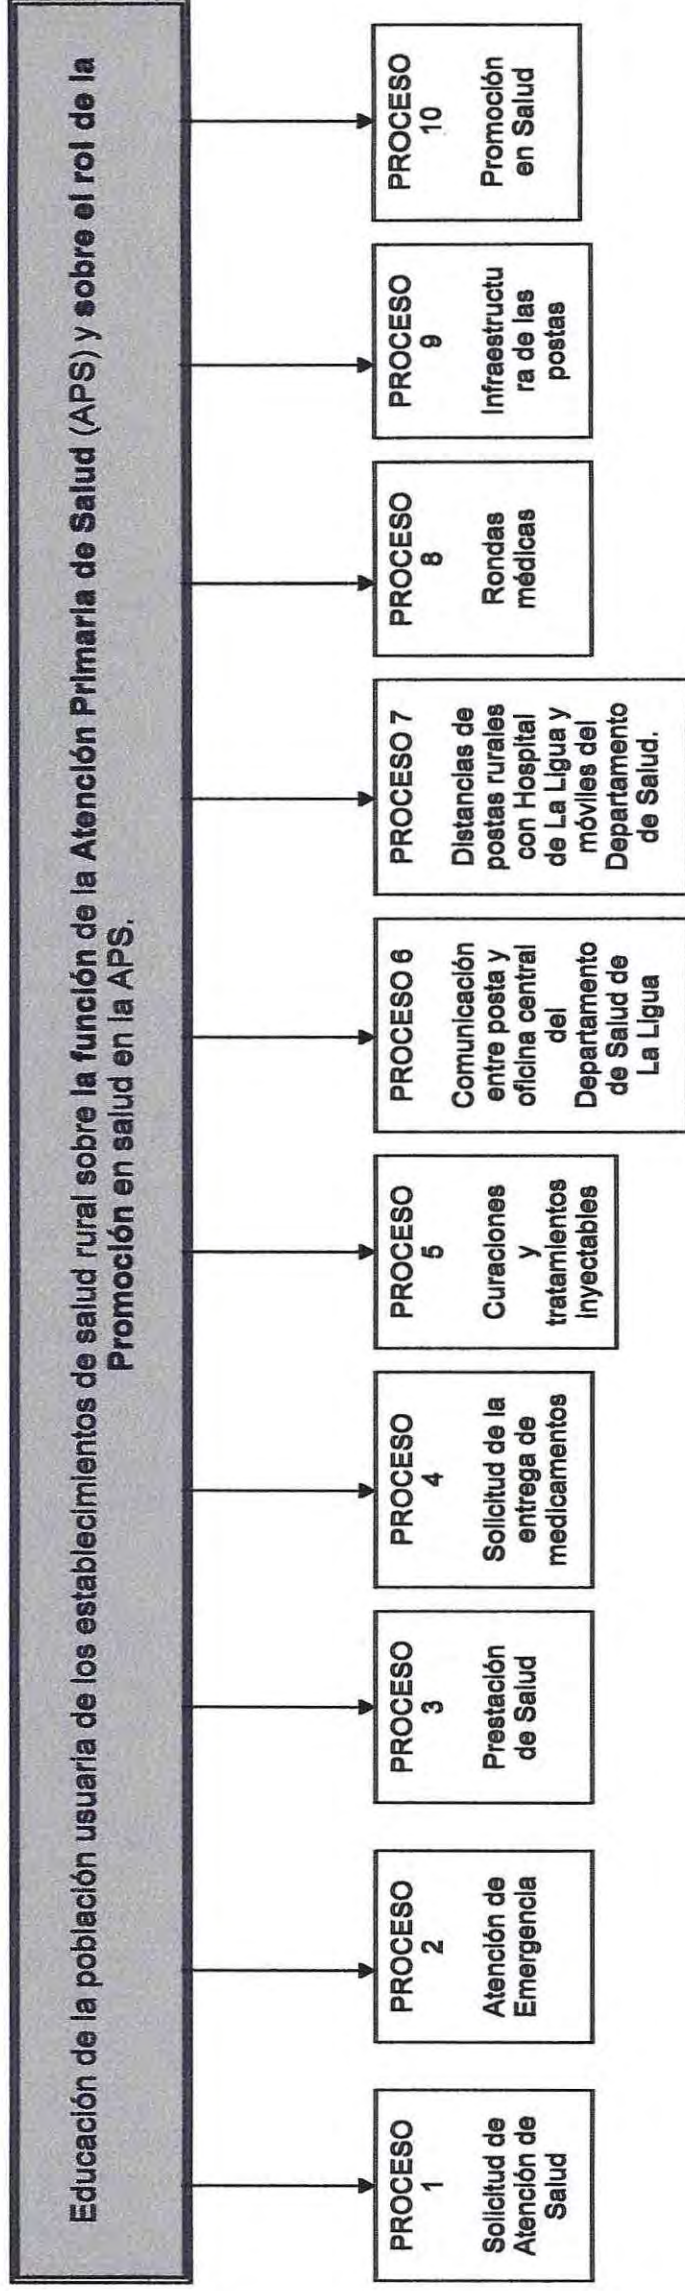 Educación de la población usuaria de los establecimientos de salud rural sobre la función de la Atención Primaria de Salud (APS) y sobre el rol de la
Promoción en salud en la APS.
PROCESO
1
Solicitud de
Atención de
Salud
PROCESO
2
Atención de
Emergencia
PROCESO
3
Prestación
de Salud
PROCESO
4
Solicitud de la
entrega de
medicamentos
PROCESO
5
Curaciones
y
tratamientos
inyectables
PROCESO 6
Comunicación
entre posta y
oficina central
del
Departamento
de Salud de
La Ligua
PROCESO 7
Distancias de
postas rurales
con Hospital
de La Ligua y
móviles del
Departamento
de Salud.
PROCESO
8
Rondas
médicas
PROCESO
9
Infraestructu
ra de las
postas
PROCESO
10
Promoción
en Salud